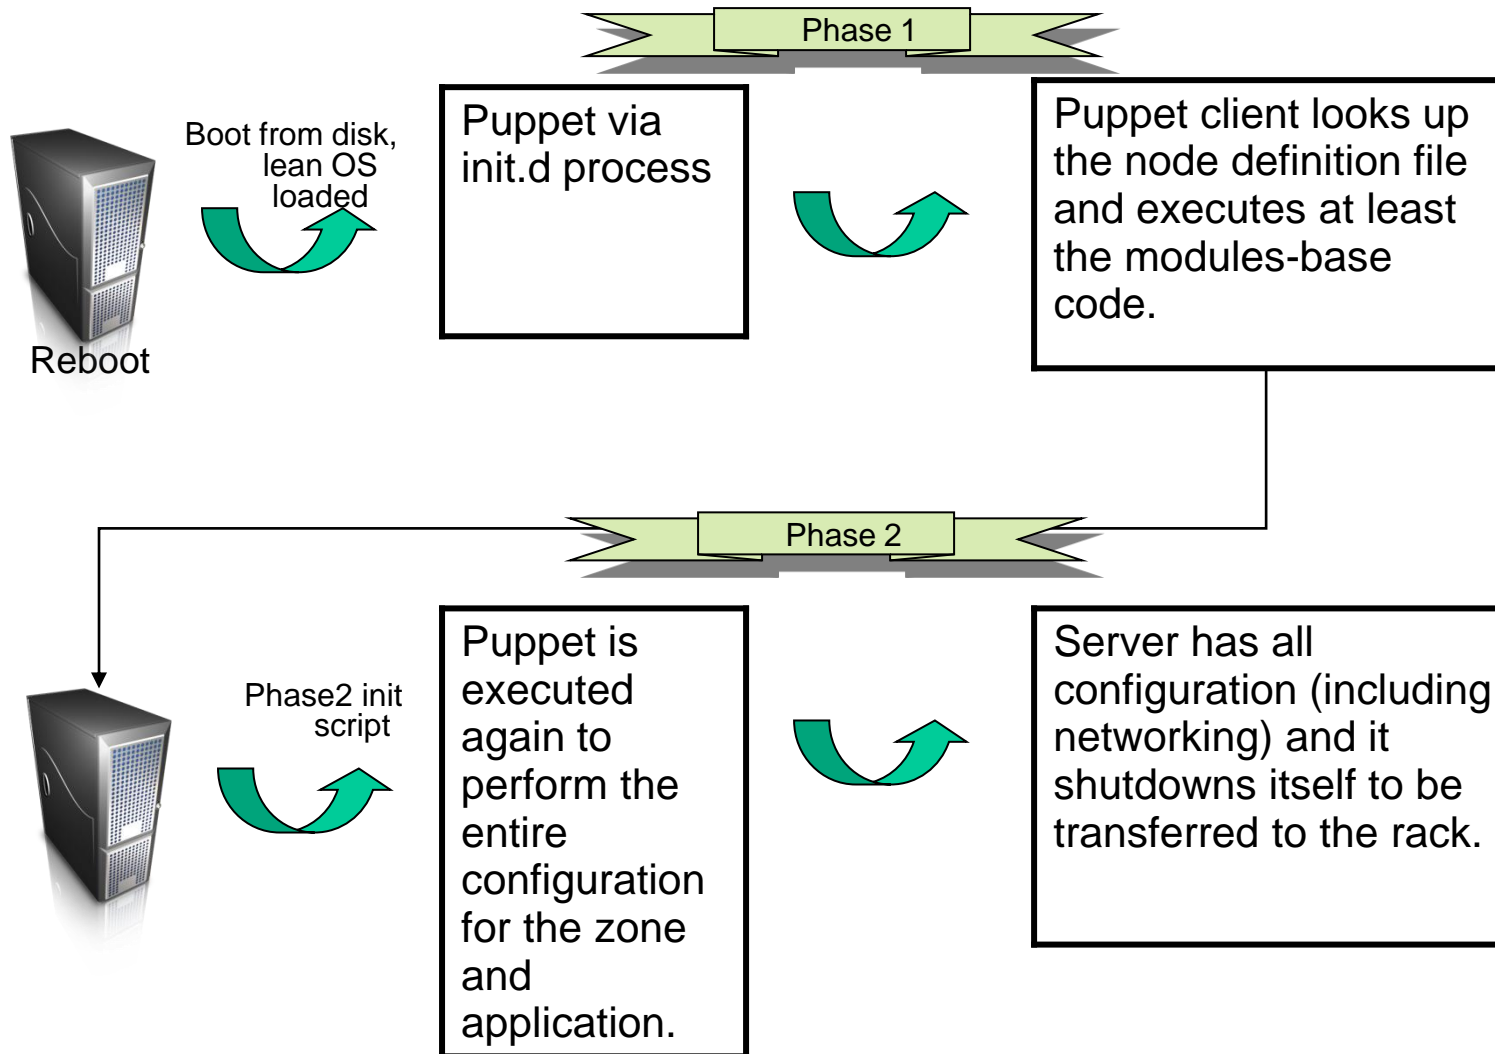 Phase 1
Reboot
Boot from disk,
lean OS
loaded
Puppet via
init.d process
Puppet client looks up
the node definition file
and executes at least
the modules-base
code.
Phase 2
Phase2 init
script
Puppet is
executed
again to
perform the
entire
configuration
for the zone
and
application.
Server has all
configuration (including
networking) and it
shutdowns itself to be
transferred to the rack.